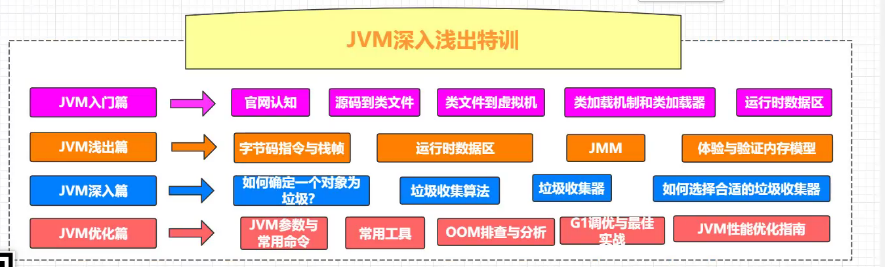 JVM深入浅出特训
JVM入门篇
官网认知
源码到类文件
类文件到虚拟机
类加载机制和类加载器
运行时数据区
JVM浅出篇
字节码指令与栈帧
运行时数据区
JMM
体验与验证内存模型
JVM深入篇
如何确定一个对象为
垃圾?
垃圾收集算法
垃圾收集器
如何选择合适的垃圾收集器
JVM优化篇
JVM参数与
常用命令
常用工具
OOM排查与分析
G1调优与最佳
实战
JVM性能优化指南